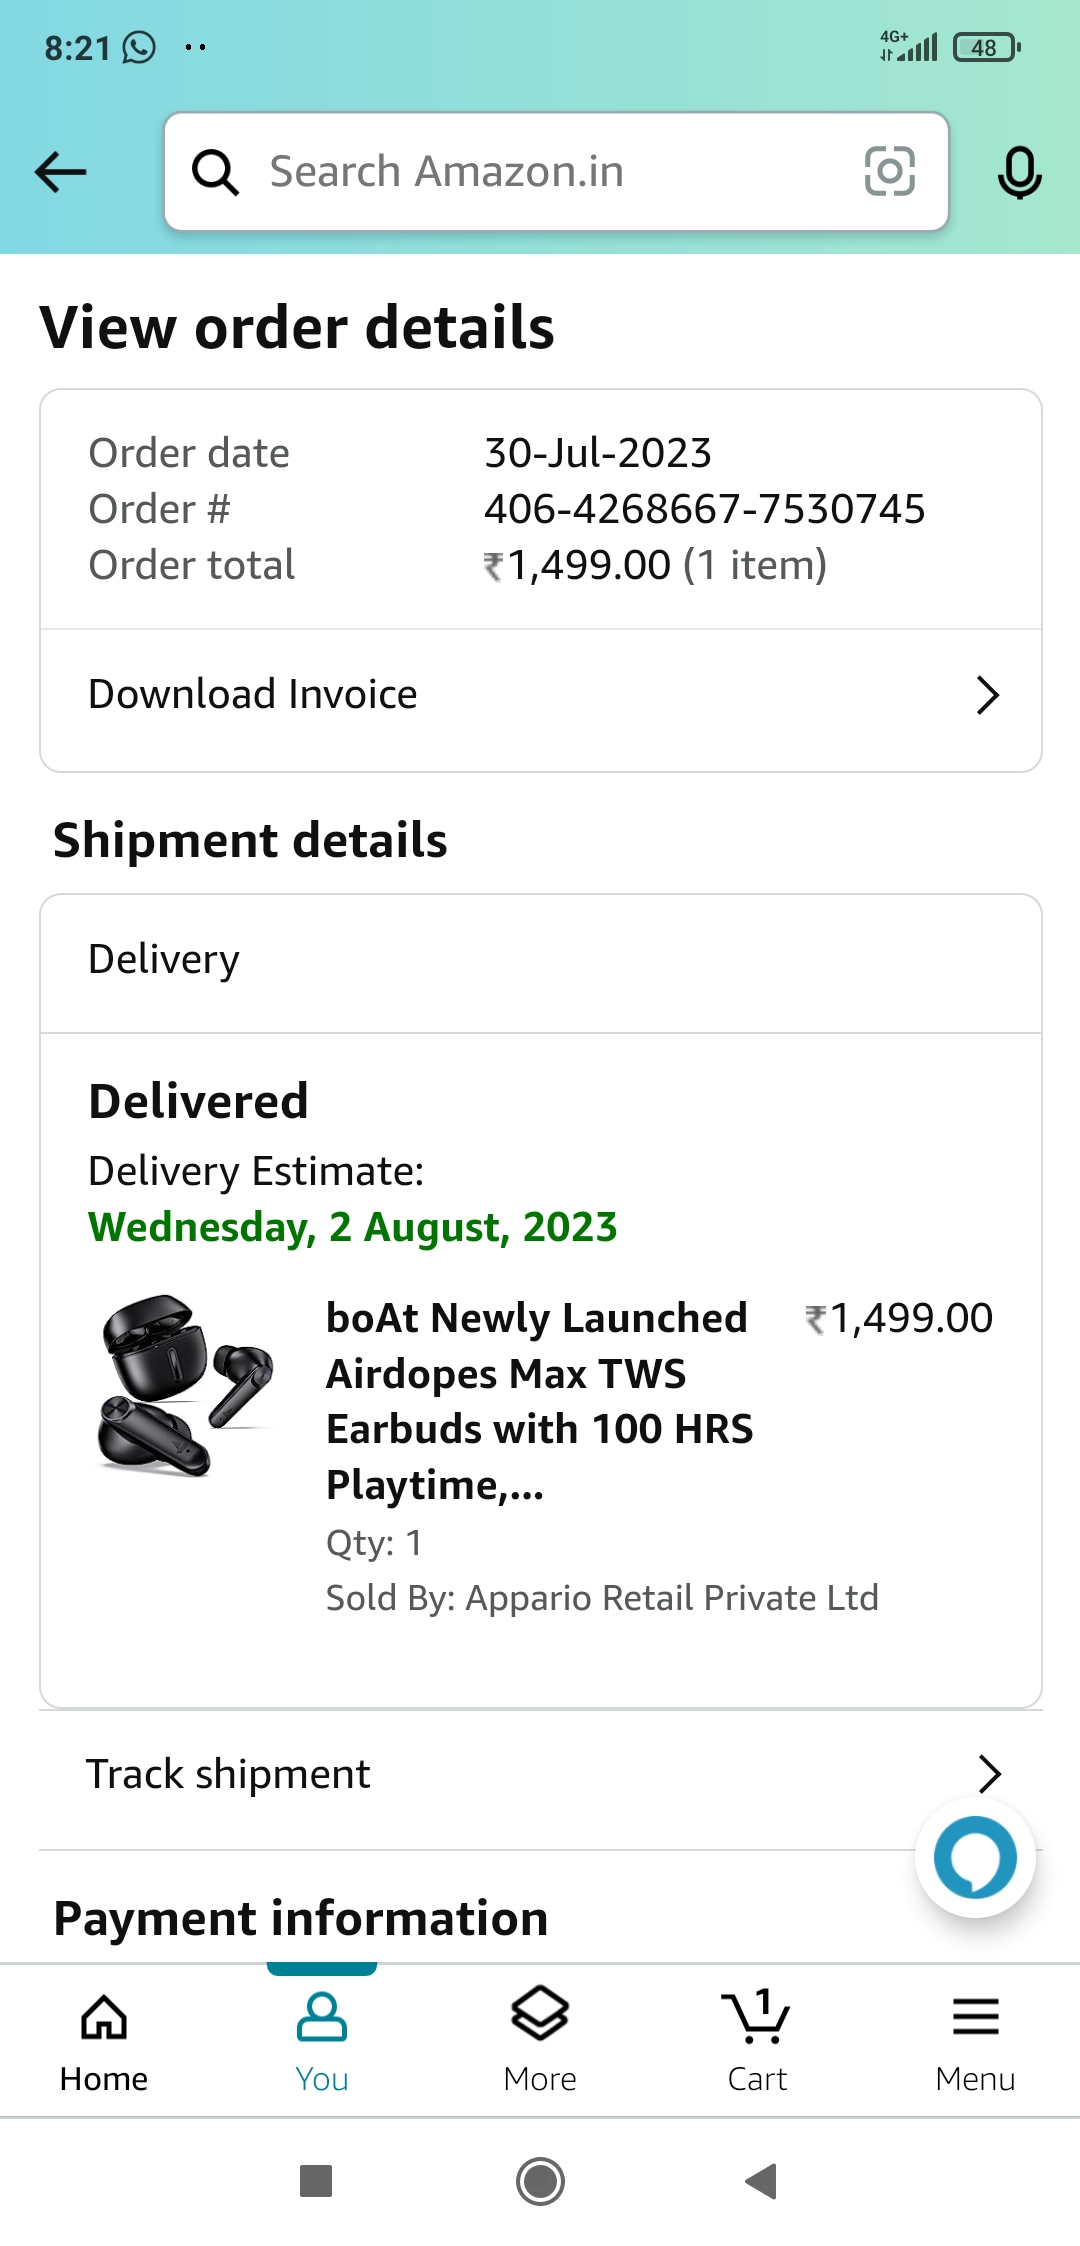 8:21
4G+
48
Search Amazon.in
View order details
Order date 30-Jul-2023
Order # 406-4268667-7530745
Order total ₹1,499.00 (1 item)
Download Invoice
Shipment details
Delivery
Delivered
Delivery Estimate:
Wednesday, 2 August, 2023
boAt Newly Launched ₹1,499.00
Airdopes Max TWS
Earbuds with 100 HRS
Playtime,...
Qty: 1
Sold By: Appario Retail Private Ltd
Track shipment
Payment information
1
Home You More Cart Menu